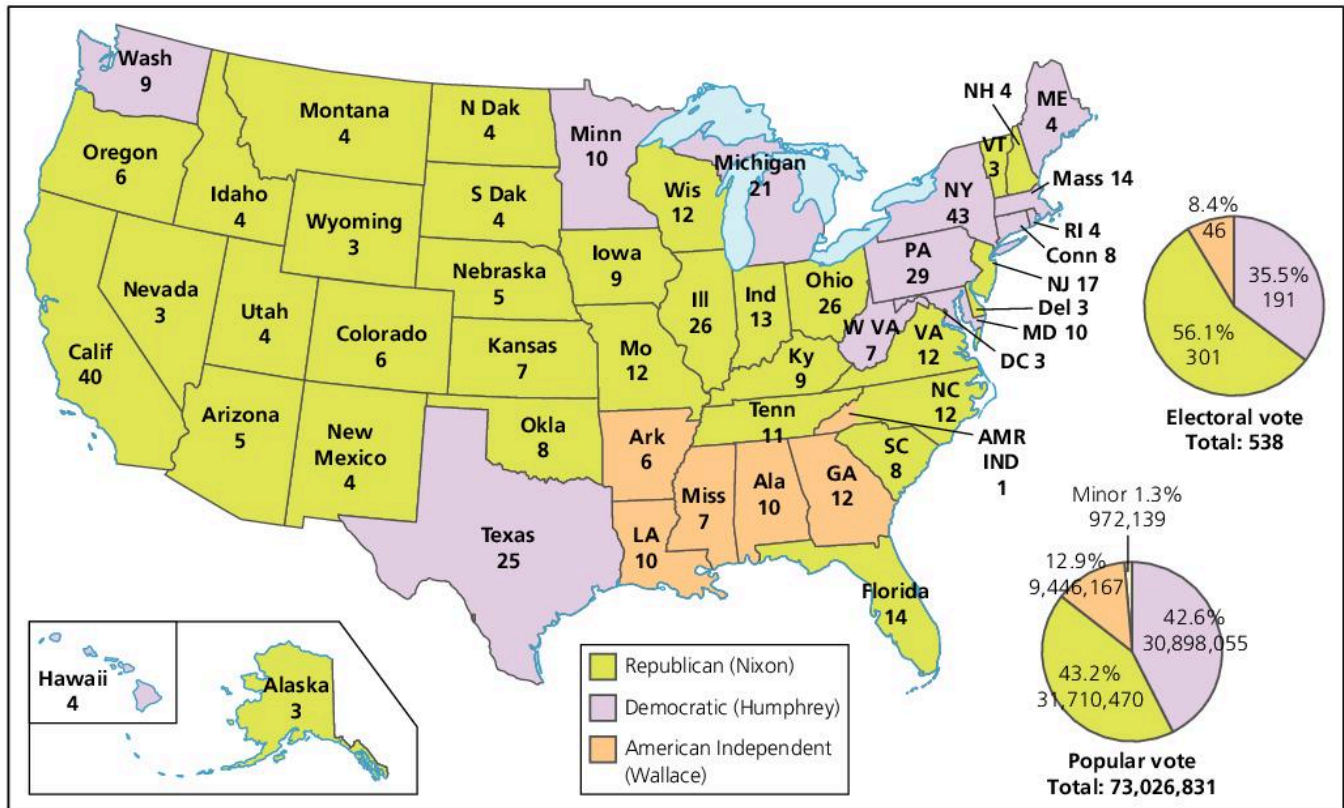 Wash
9
Oregon
6
Calif
40
Nevada
3
Idaho
4
Montana
4
Wyoming
3
Utah
4
Colorado
6
Arizona
5
New
Mexico
4
N Dak
4
S Dak
4
Nebraska
5
Kansas
7
Okla
8
Texas
25
Minn
10
Iowa
9
Mo
12
Ark
6
LA
10
Wis
12
Ill
26
Michigan
21
Ind
13
Ohio
26
Ky
9
Tenn
11
Miss
7
Ala
10
GA
12
Florida
14
SC
8
NC
12
VA
12
W VA
7
PA
29
NY
43
VT
3
NH 4
ME
4
Mass 14
RI 4
Conn 8
NJ 17
Del 3
MD 10
DC 3
AMR
IND
1
Hawaii
4
Alaska
3
Republican (Nixon)
Democratic (Humphrey)
American Independent
(Wallace)
8.4%
46
35.5%
191
56.1%
301
Electoral vote
Total: 538
Minor 1.3%
972,139
12.9%
9,446,167
42.6%
30,898,055
43.2%
31,710,470
Popular vote
Total: 73,026,831